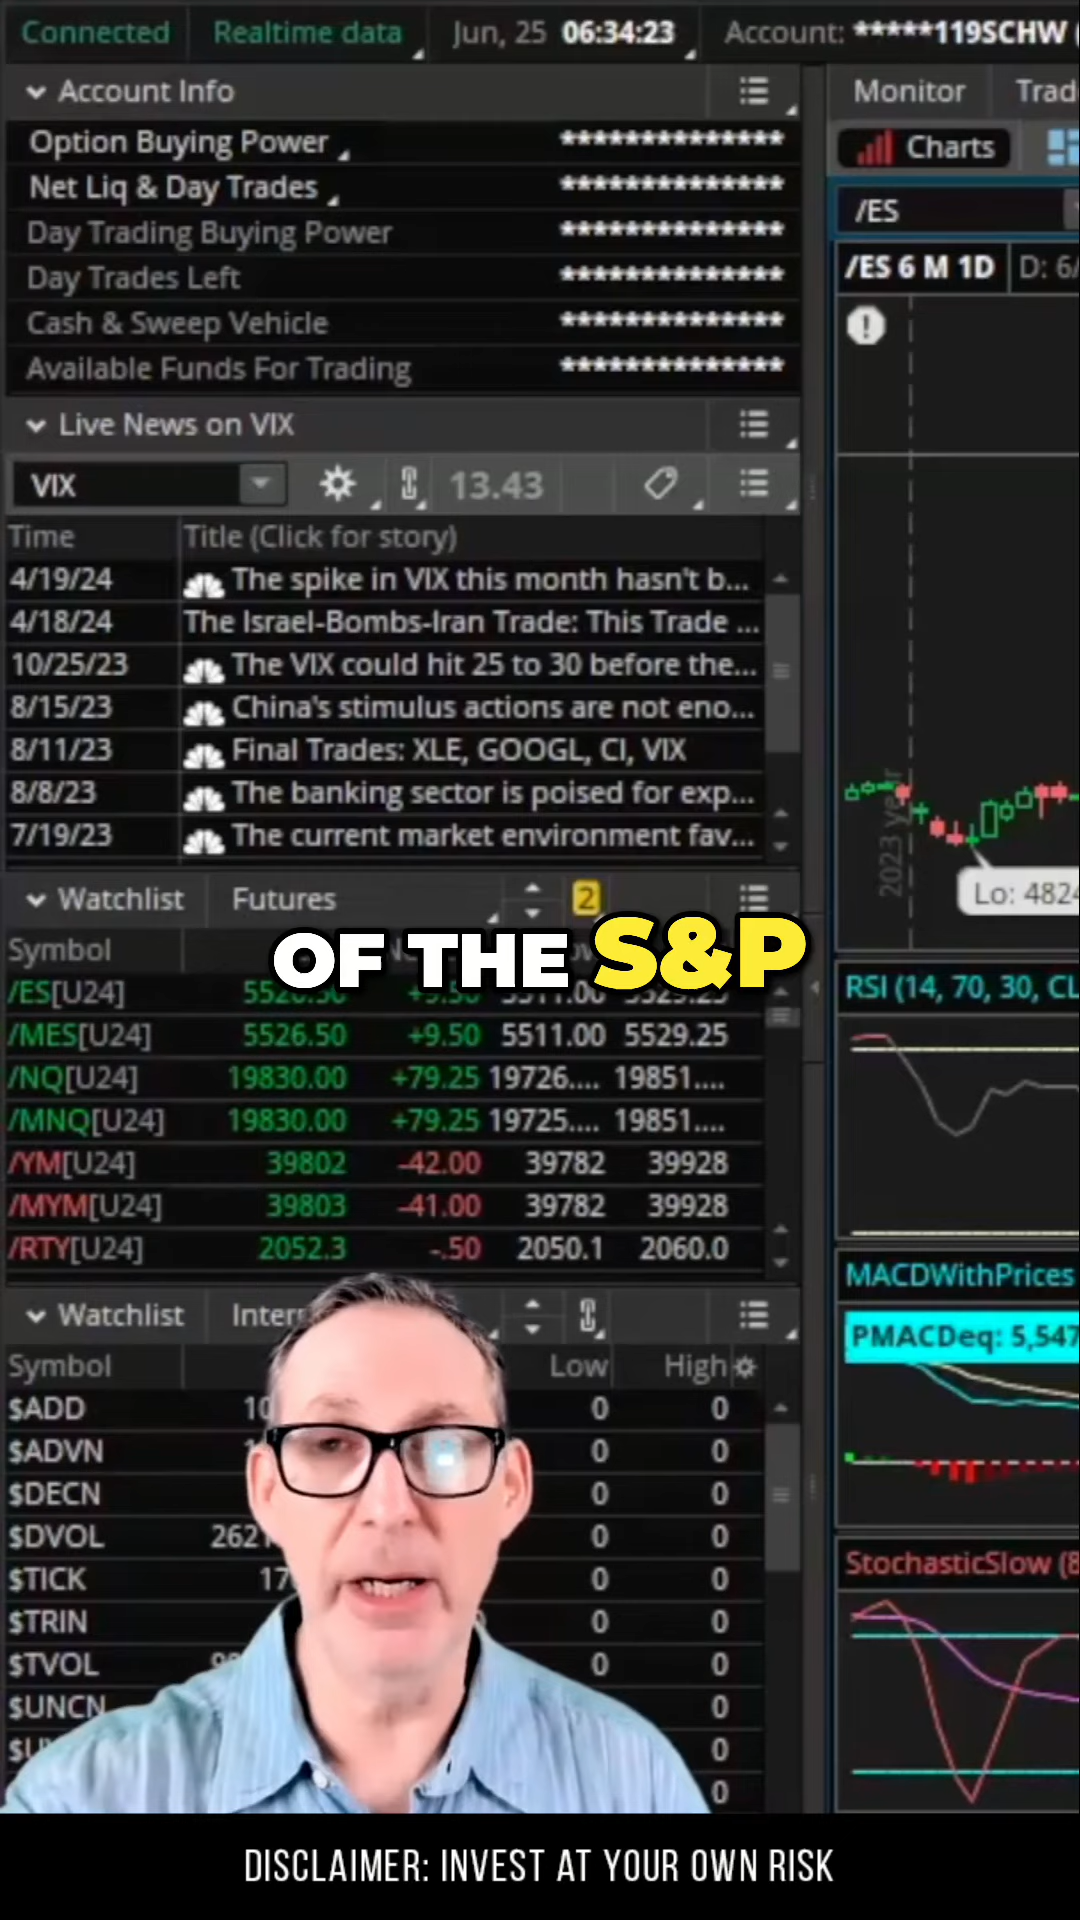 Connected Realtime data Jun, 25 06:34:23 Account: *****119SCHW
Account Info
Monitor
Option Buying Power **************
Charts
Net Liq & Day Trades **************
/ES
Day Trading Buying Power **************
/ES 6 M 1D D: 6/
Day Trades Left **************
Cash & Sweep Vehicle **************
Available Funds For Trading **************
Live News on VIX
VIX 13.43
Time Title (Click for story)
4/19/24 The spike in VIX this month hasn't b...
4/18/24 The Israel-Bombs-Iran Trade: This Trade ...
10/25/23 The VIX could hit 25 to 30 before the...
8/15/23 China's stimulus actions are not eno...
8/11/23 Final Trades: XLE, GOOGL, CI, VIX
8/8/23 The banking sector is poised for exp...
7/19/23 The current market environment fav...
2023 year
Lo: 4824
Watchlist Futures 2
OF THE S&P
Symbol
RSI (14, 70, 30, CL
/ES[U24] 5526.50 +9.50 5511.00 5529.25
/MES[U24] 5526.50 +9.50 5511.00 5529.25
/NQ[U24] 19830.00 +79.25 19726.... 19851....
/MNQ[U24] 19830.00 +79.25 19725.... 19851....
/YM[U24] 39802 -42.00 39782 39928
/MYM[U24] 39803 -41.00 39782 39928
/RTY[U24] 2052.3 -.50 2050.1 2060.0
MACDWithPrices
Watchlist
PMACDeq: 5,547
Symbol Low High
$ADD 0 0
$ADVN 0 0
$DECN 0 0
$DVOL 0 0
$TICK 0 0
StochasticSlow (8
$TRIN 0
$TVOL 0 0
$UNCN 0
0
0
DISCLAIMER: INVEST AT YOUR OWN RISK